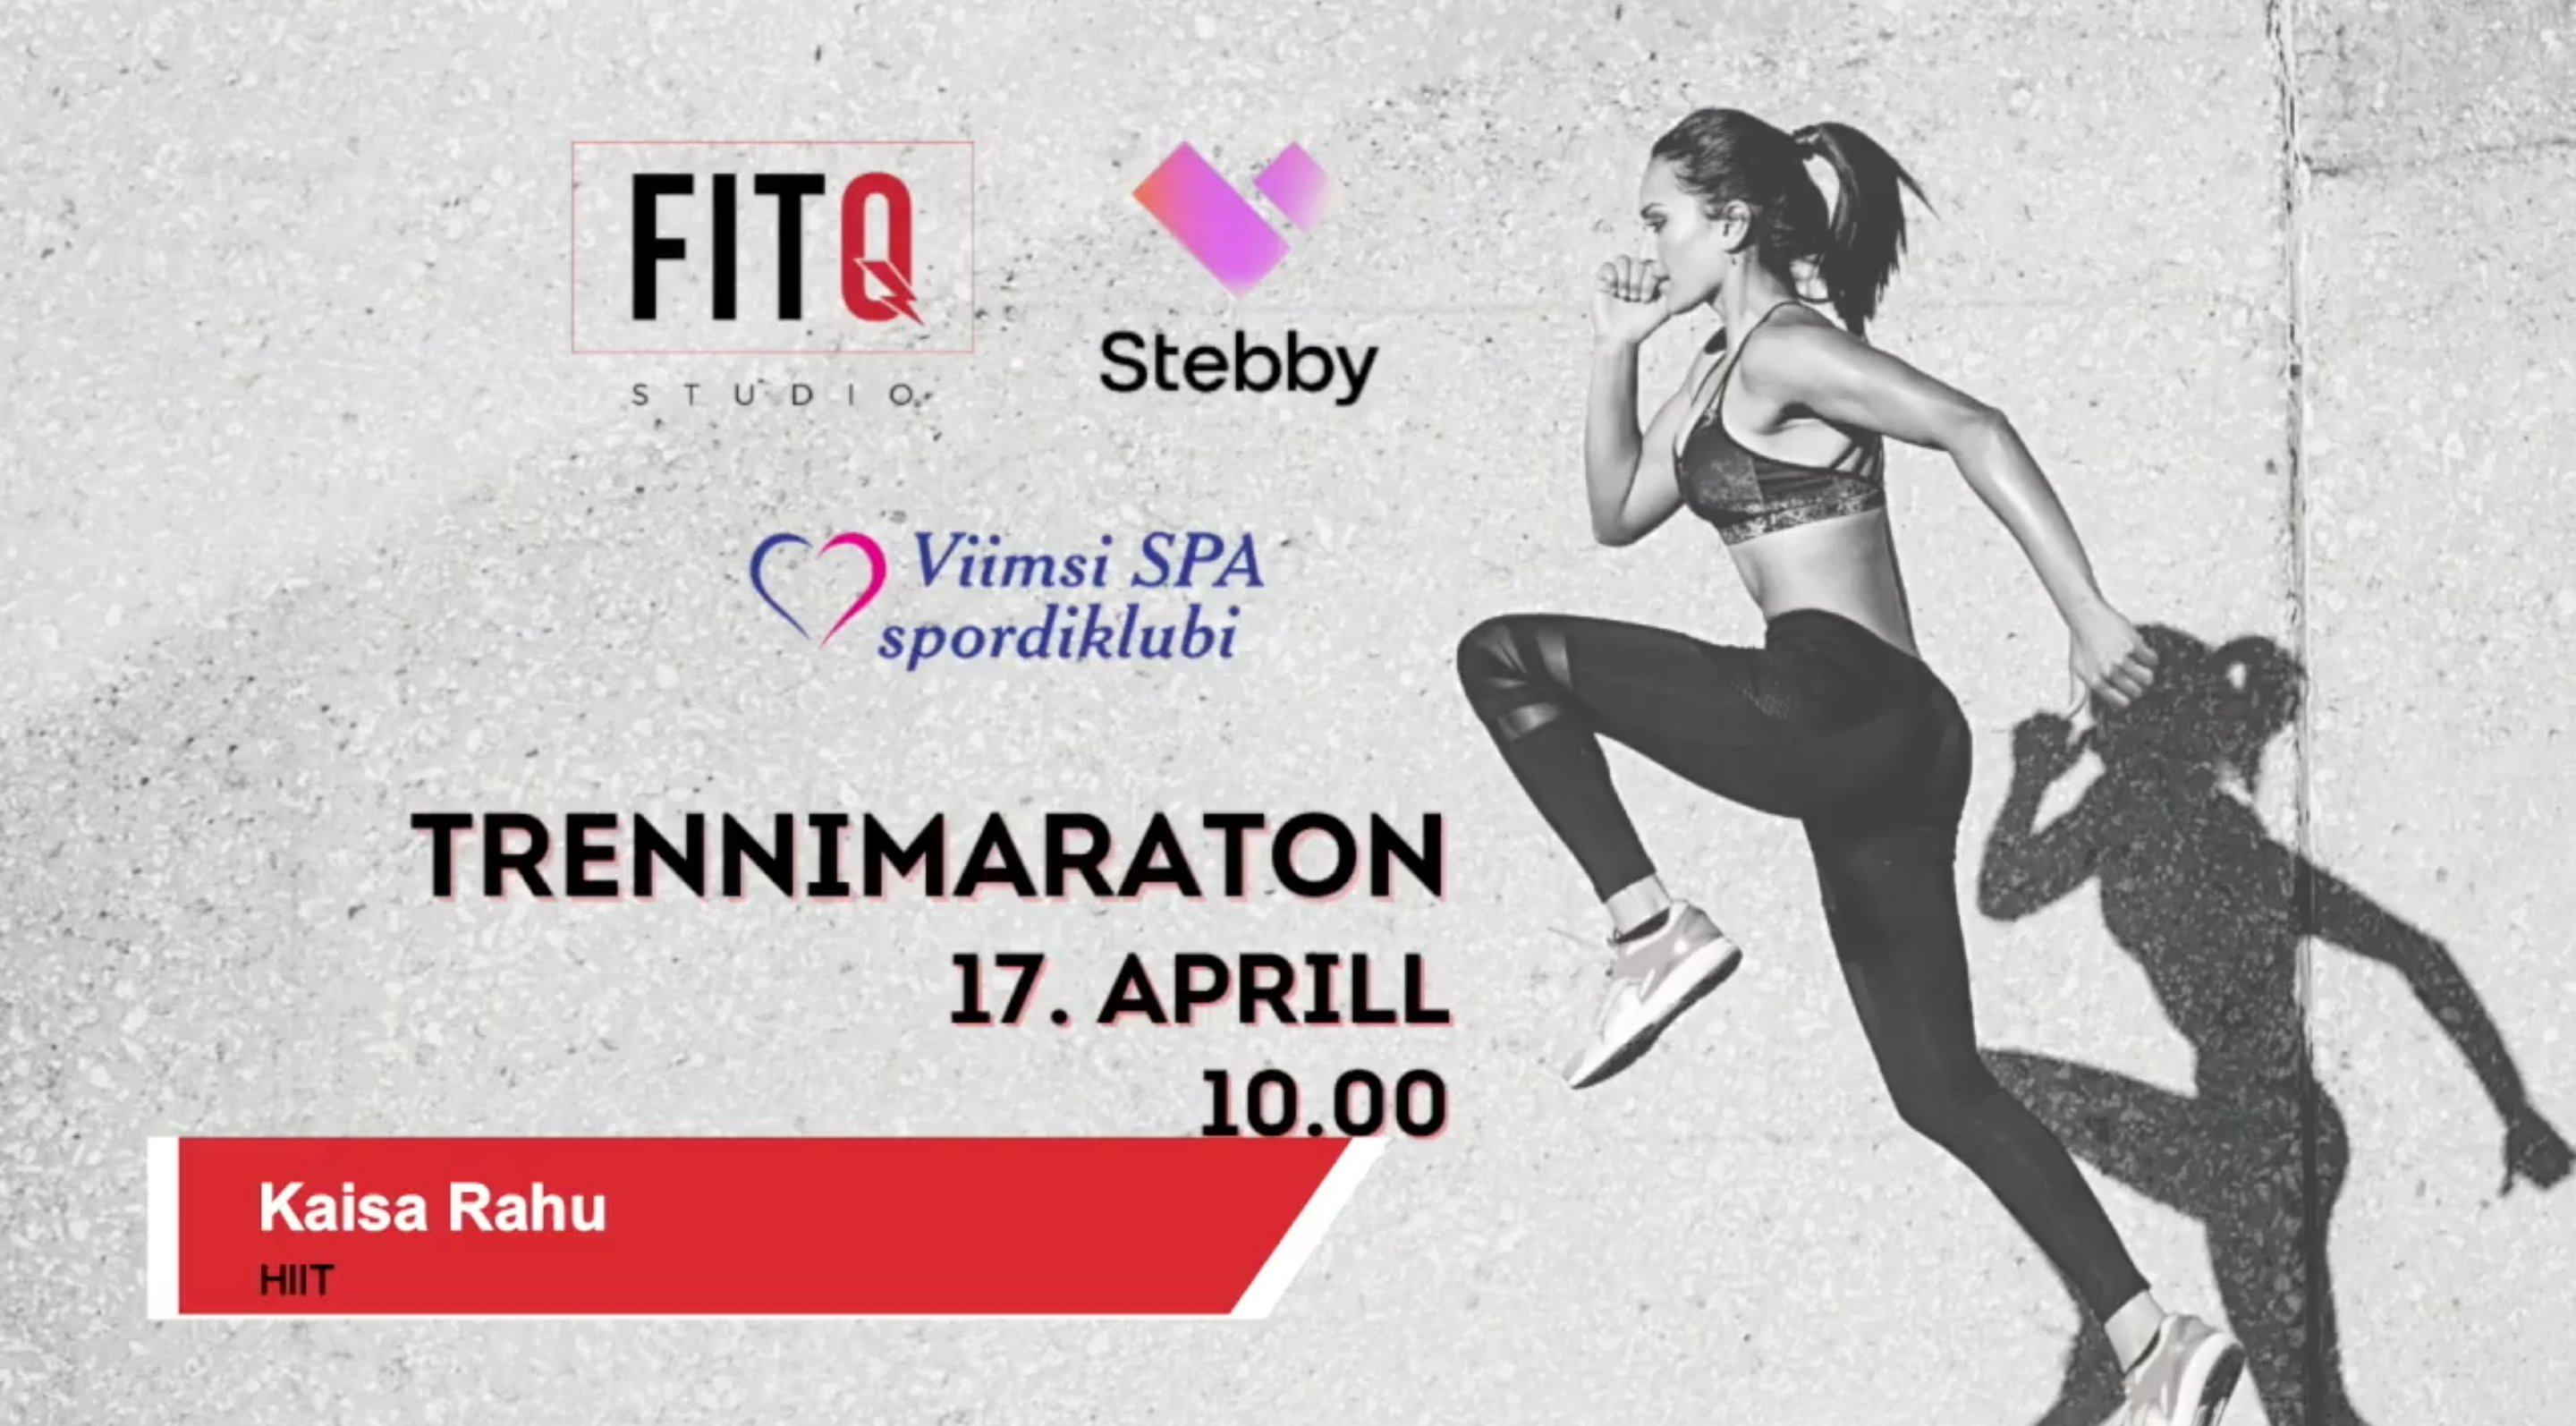 FITQ
STUDIO
Stebby
Viimsi SPA
spordiklubi
TRENNIMARATON
17. APRILL
10.00
Kaisa Rahu
HIIT